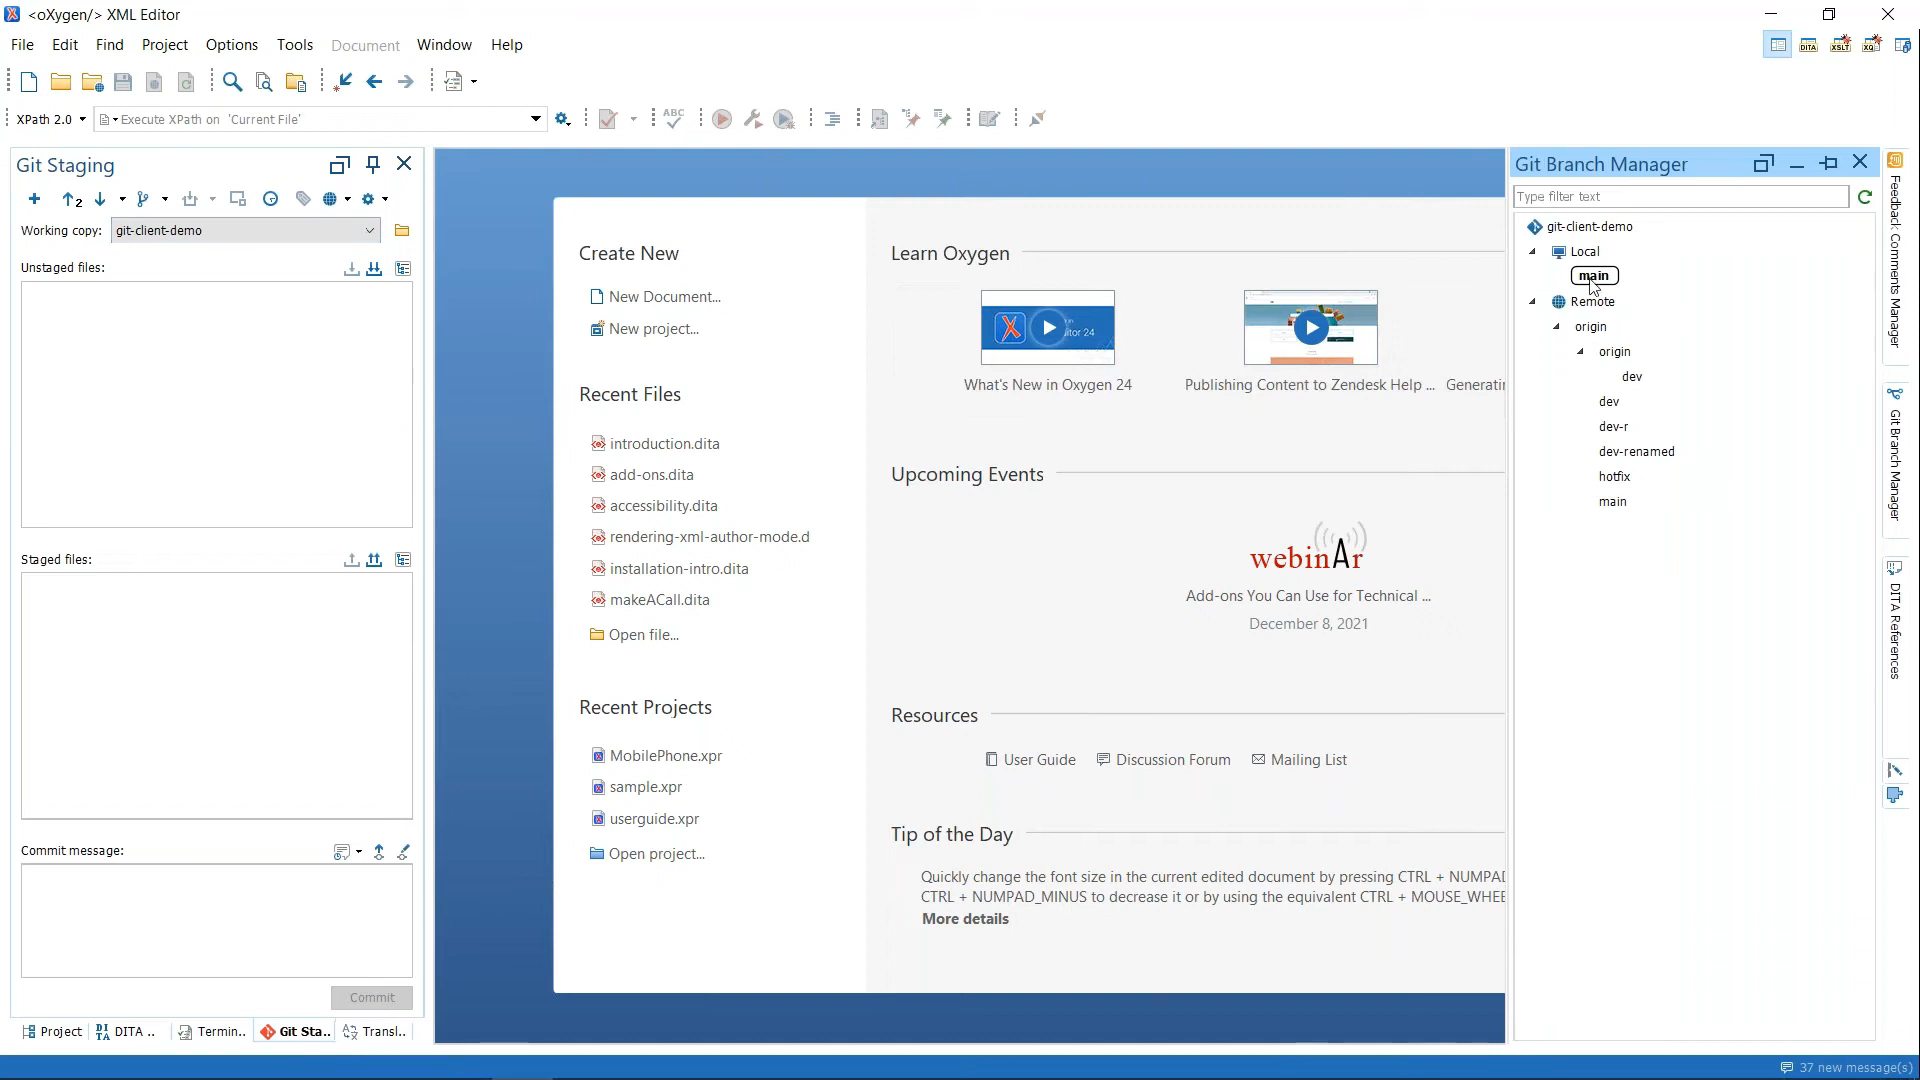 <oXygen/> XML Editor
File Edit Find Project Options Tools Document Window Help
DITA XSLT XQ
XPath 2.0 Execute XPath on 'Current File'
ABC
Git Staging
2
Working copy: git-client-demo
Unstaged files:
Staged files:
Commit message:
Commit
Project DITA .. Termin.. Git Sta.. Transl..
Create New
New Document...
New project...
Recent Files
introduction.dita
add-ons.dita
accessibility.dita
rendering-xml-author-mode.d
installation-intro.dita
makeACall.dita
Open file...
Recent Projects
MobilePhone.xpr
sample.xpr
userguide.xpr
Open project...
Learn Oxygen
What's New in Oxygen 24
Publishing Content to Zendesk Help ...
Generatin
Upcoming Events
webinAr
Add-ons You Can Use for Technical ...
December 8, 2021
Resources
User Guide Discussion Forum Mailing List
Tip of the Day
Quickly change the font size in the current edited document by pressing CTRL + NUMPAD
CTRL + NUMPAD_MINUS to decrease it or by using the equivalent CTRL + MOUSE_WHEE
More details
Git Branch Manager
Type filter text
git-client-demo
Local
main
Remote
origin
origin
dev
dev
dev-r
dev-renamed
hotfix
main
Feedback Comments Manager
Git Branch Manager
DITA References
37 new message(s)